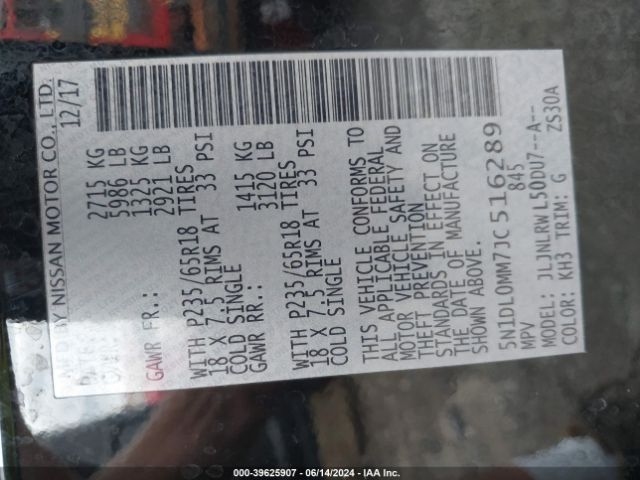 MFD BY NISSAN MOTOR CO., LTD.
12/17
2715 KG
5986 LB
GAWR FR.: 1325 KG
2921 LB
WITH P235/65R18 TIRES
18 X 7.5 RIMS AT 33 PSI
COLD SINGLE
GAWR RR.: 1415 KG
3120 LB
WITH P235/65R18 TIRES
18 X 7.5 RIMS AT 33 PSI
COLD SINGLE
THIS VEHICLE CONFORMS TO
ALL APPLICABLE FEDERAL
MOTOR VEHICLE SAFETY AND
THEFT PREVENTION
STANDARDS IN EFFECT ON
THE DATE OF MANUFACTURE
SHOWN ABOVE.
5N1DL0MM7JC516289
MPV 845
MODEL: JLJNLRWL50DU7--A--
COLOR: KH3 TRIM: G ZS30A
000-39625907 - 06/14/2024 - IAA Inc.